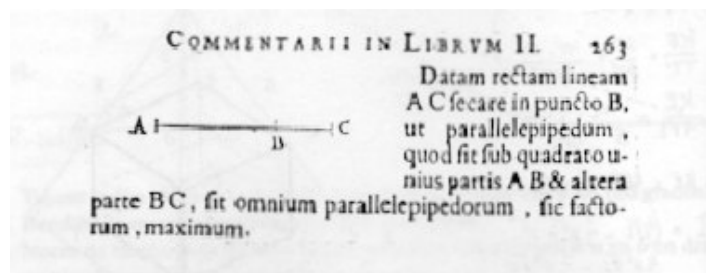 COMMENTARII IN LIBRVM II. 263
Datam rectam lineam
A C secare in puncto B,
A B C
ut parallelepipedum,
quod fit sub quadrato u-
nius partis A B & altera
parte B C, sit omnium parallelepipedorum, sic facto-
rum, maximum.